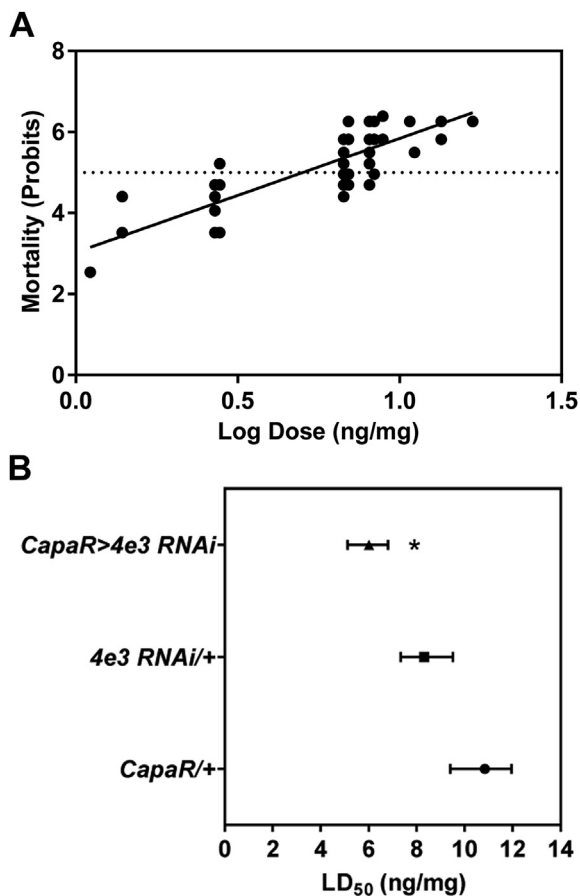 A
8
6
4
2
0
Mortality (Probits)
0.0 0.5 1.0 1.5
Log Dose (ng/mg)
B
CapaR>4e3 RNAi
*
4e3 RNAi/+
CapaR/+
0 2 4 6 8 10 12 14
LD50 (ng/mg)